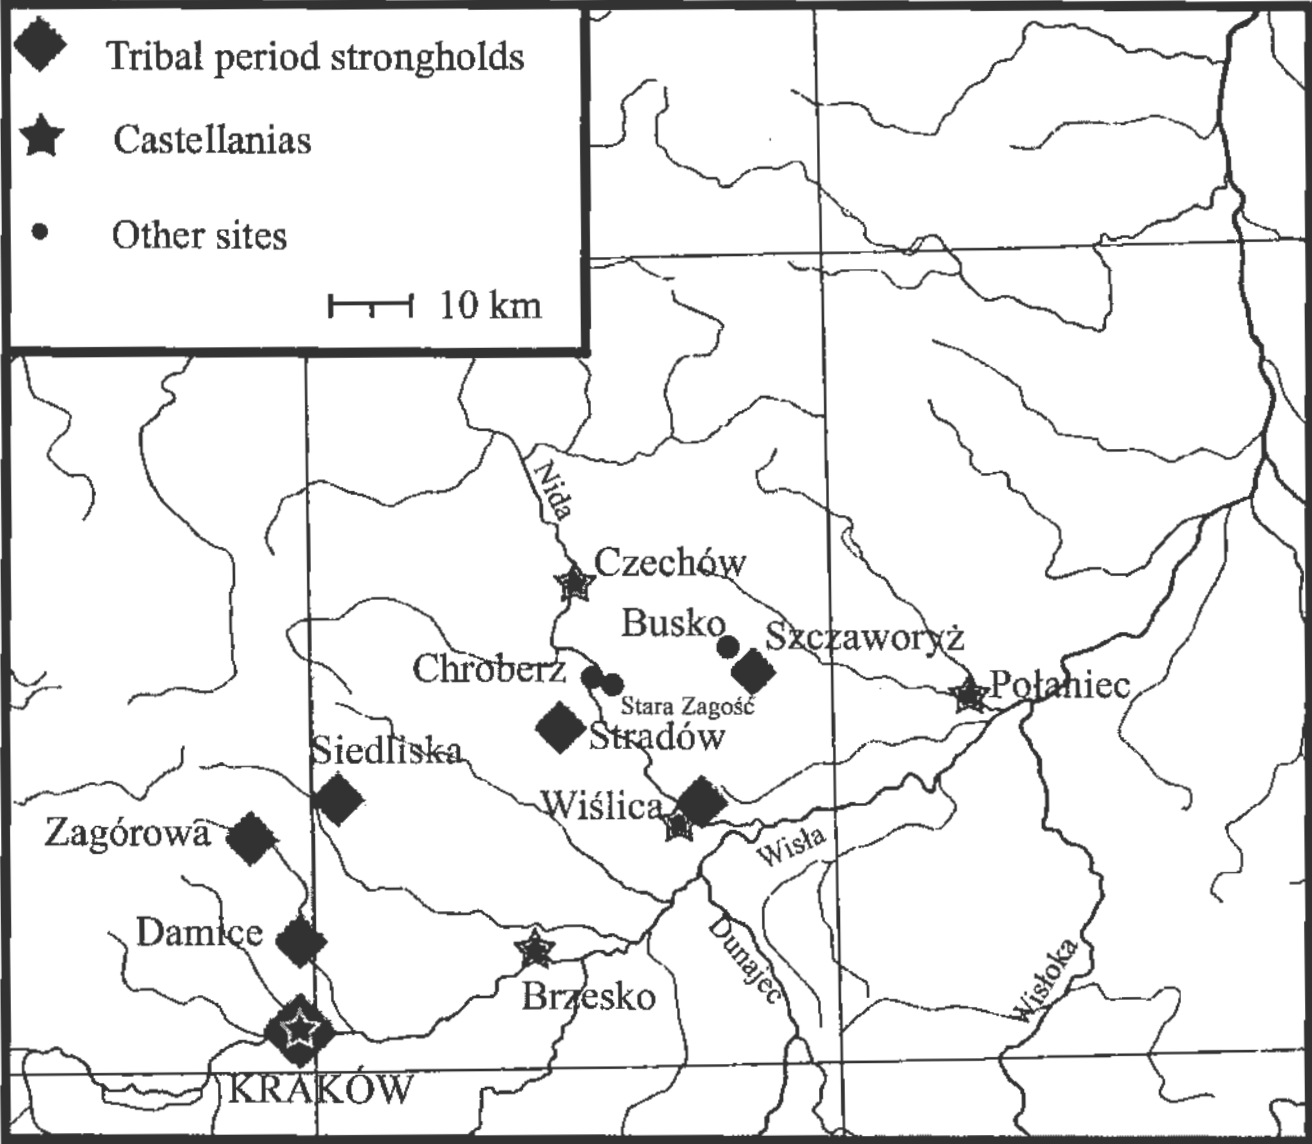 Tribal period strongholds
Castellanias
Other sites
10 km
Nida
Czechów
Busko
Szczaworyż
Chroberz
Stara Zagość
Połaniec
Stradów
Siedliska
Wiślica
Zagórowa
Wisła
Damice
Dunajec
Wisłoka
Brzesko
KRAKÓW